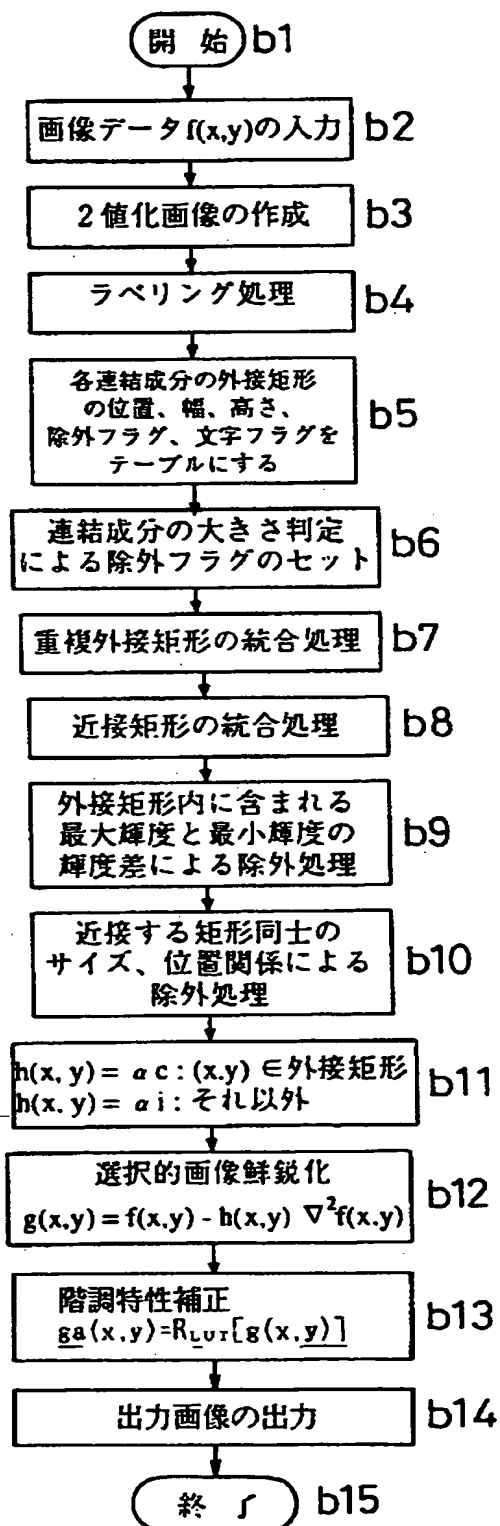 開始 b1
画像データf(x,y)の入力 b2
2値化画像の作成 b3
ラベリング処理 b4
各連結成分の外接矩形
の位置、幅、高さ、
除外フラグ、文字フラグを
テーブルにする b5
連結成分の大きさ判定
による除外フラグのセット b6
重複外接矩形の統合処理 b7
近接矩形の統合処理 b8
外接矩形内に含まれる
最大輝度と最小輝度の
輝度差による除外処理 b9
近接する矩形同士の
サイズ、位置関係による
除外処理 b10
h(x,y)= αc:(x.y)∈外接矩形
h(x.y)= αi:それ以外 b11
選択的画像鮮鋭化
g(x,y)=f(x,y)-h(x,y) ∇²f(x.y) b12
階調特性補正
ga(x,y)=RLUT[g(x,y)] b13
出力画像の出力 b14
終了 b15